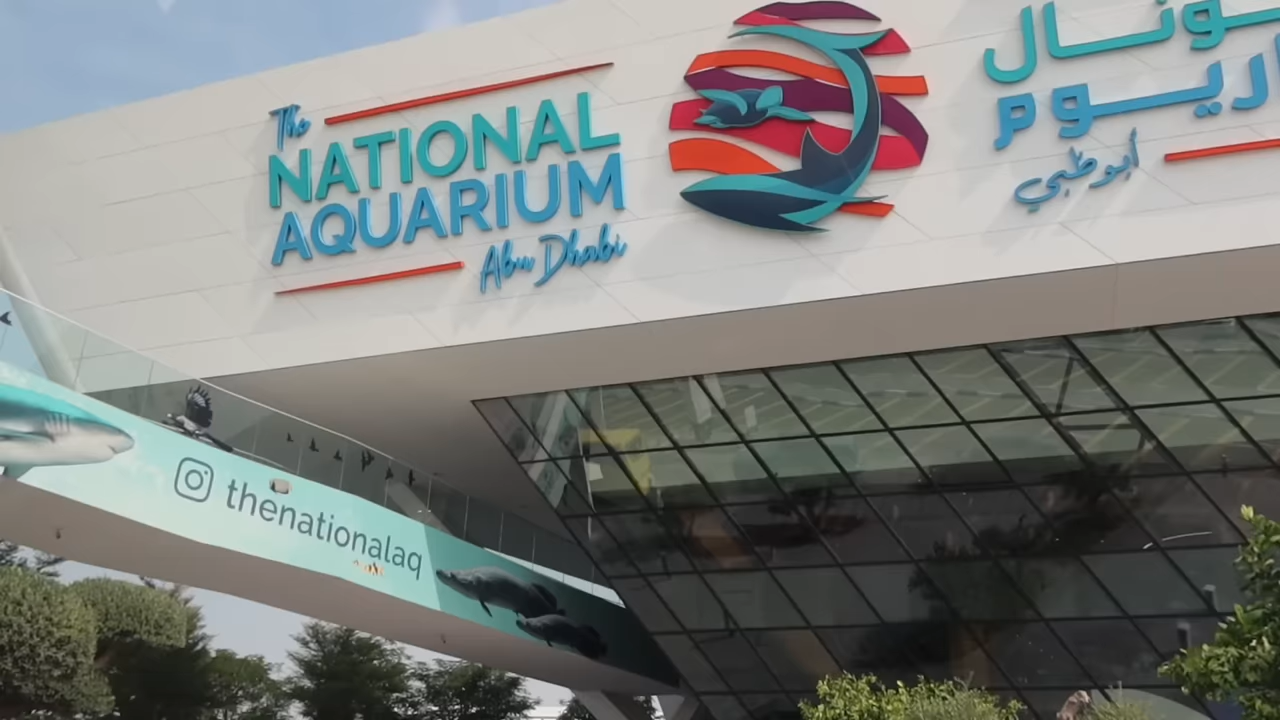 The
NATIONAL
AQUARIUM
Abu Dhabi
أبوظبي
thenationalaq